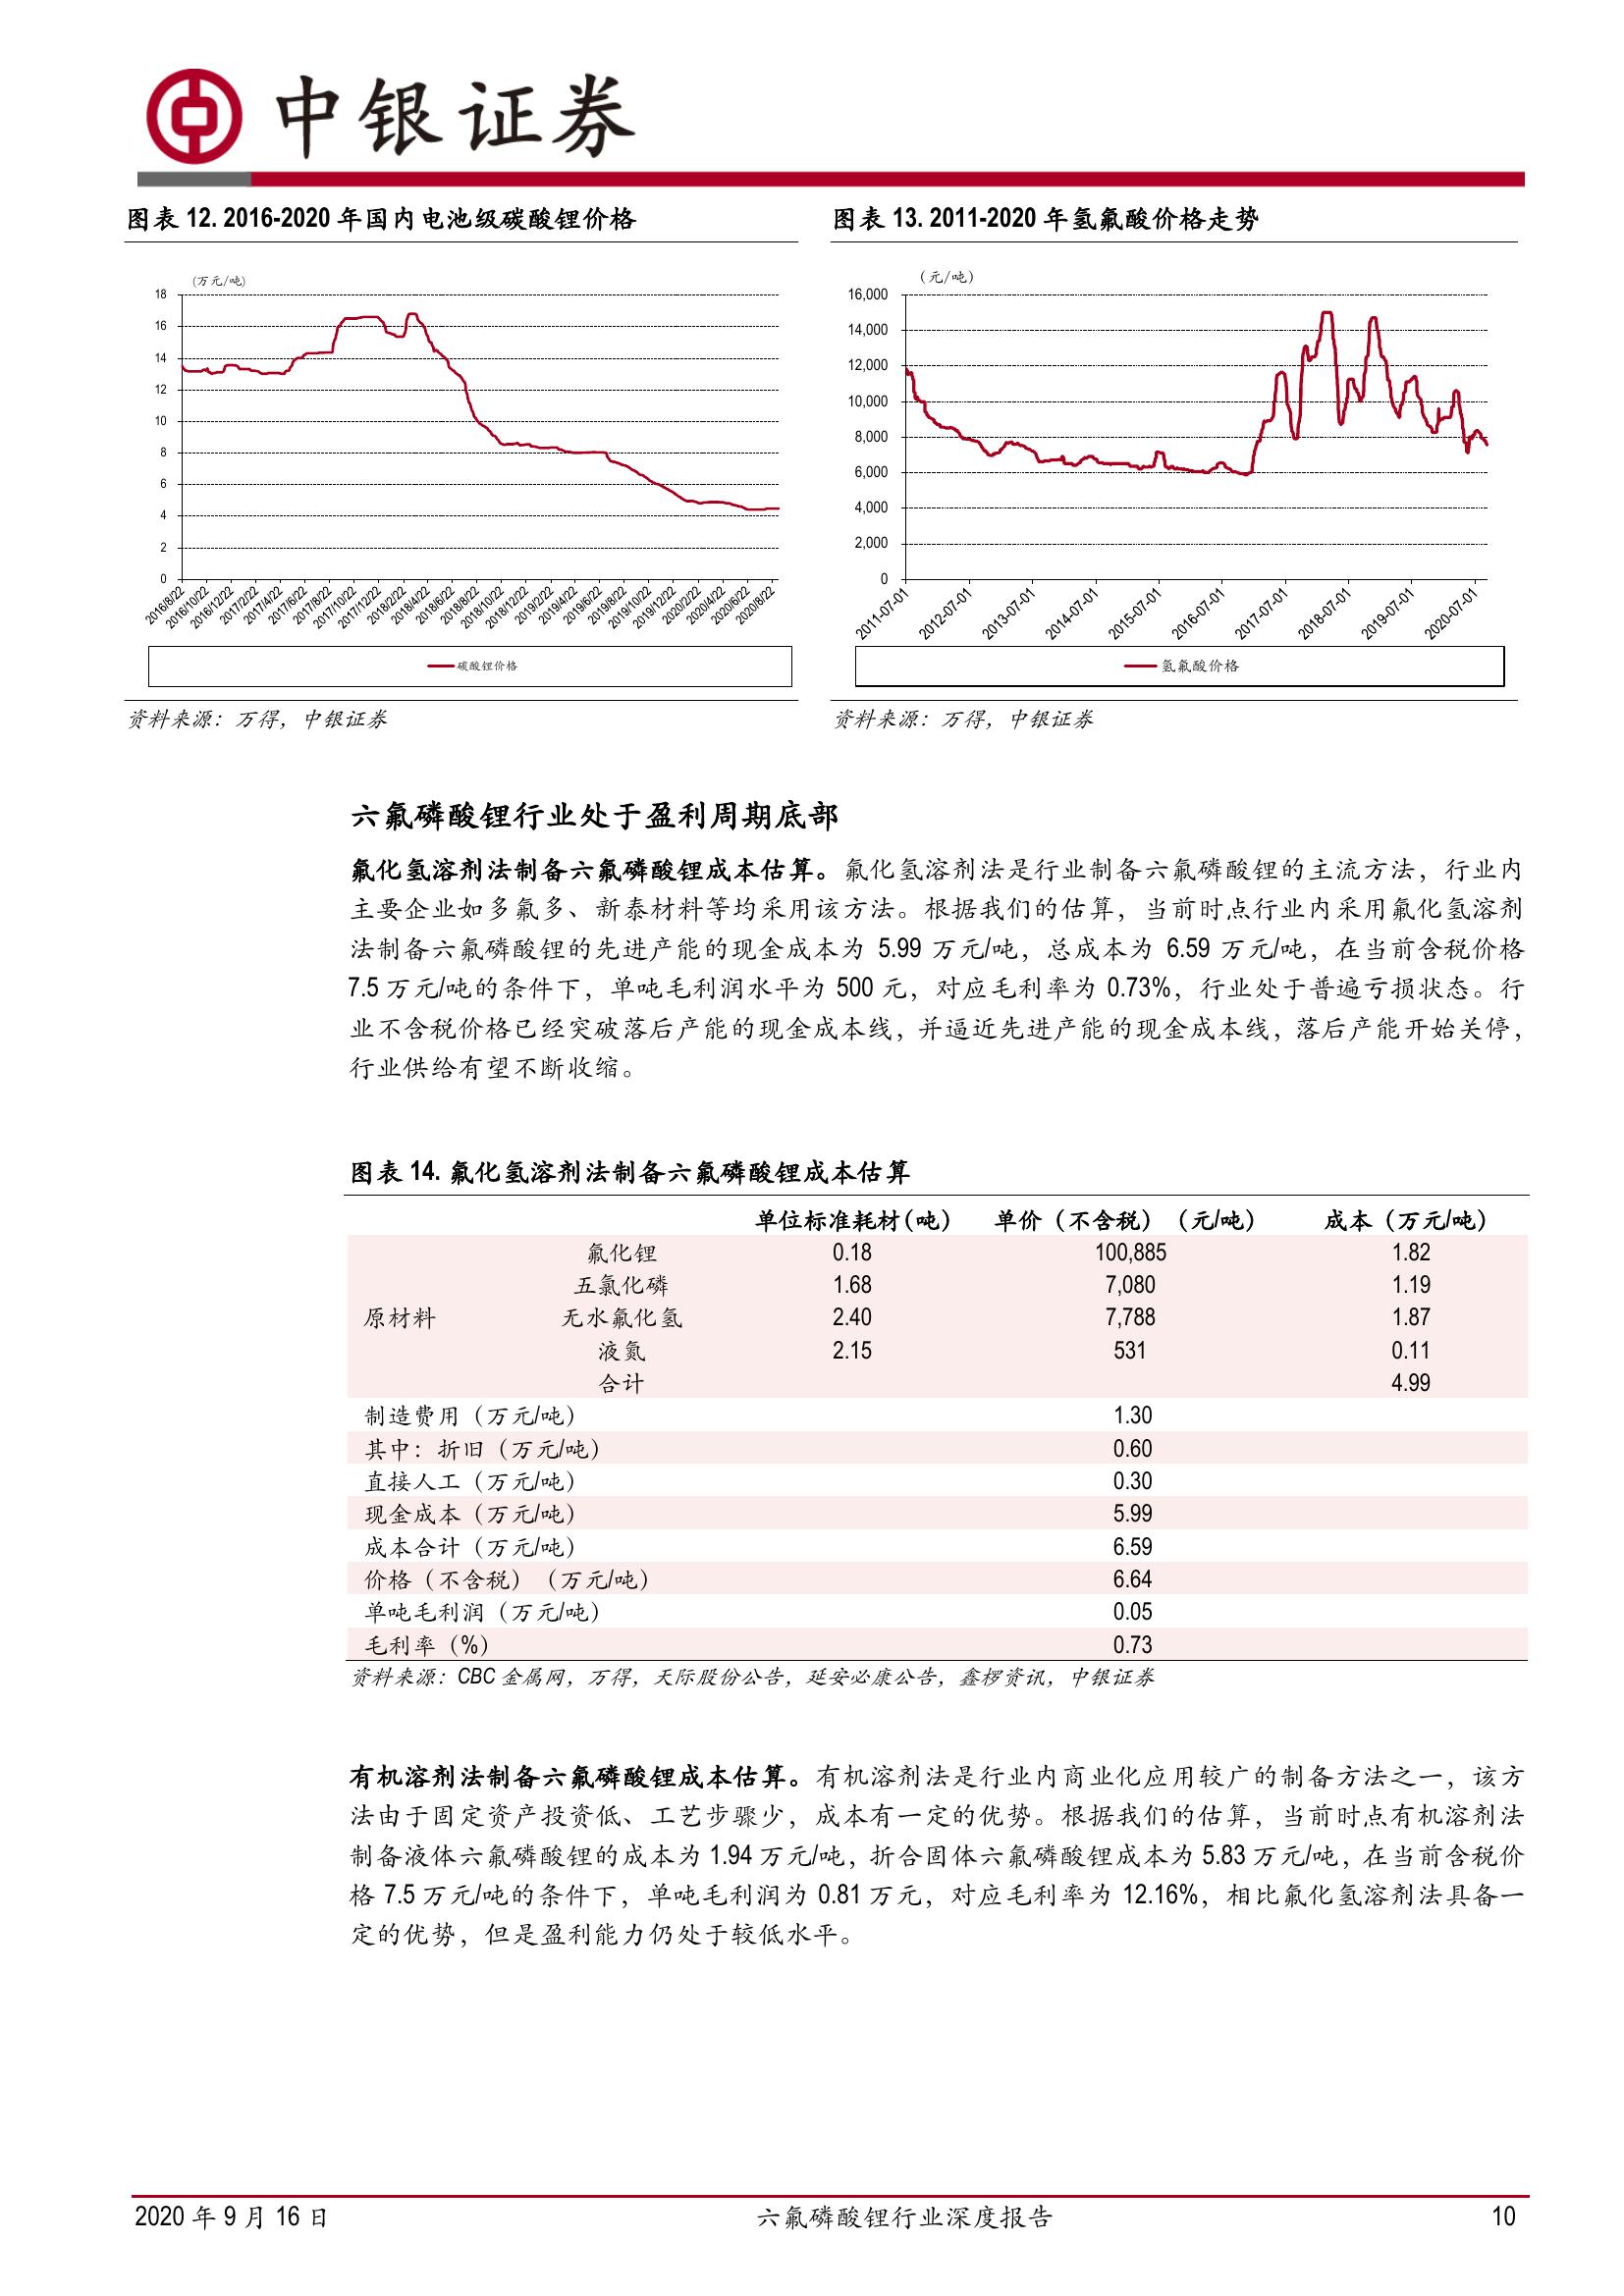 中银证券
图表 12. 2016-2020 年国内电池级碳酸锂价格
(万元/吨)
18
16
14
12
10
8
6
4
2
0
2016/8/22
2016/10/22
2016/12/22
2017/2/22
2017/4/22
2017/6/22
2017/8/22
2017/10/22
2017/12/22
2018/2/22
2018/4/22
2018/6/22
2018/8/22
2018/10/22
2018/12/22
2019/2/22
2019/4/22
2019/6/22
2019/8/22
2019/10/22
2019/12/22
2020/2/22
2020/4/22
2020/6/22
2020/8/22
碳酸锂价格
资料来源：万得，中银证券
图表 13. 2011-2020 年氢氟酸价格走势
（元/吨）
16,000
14,000
12,000
10,000
8,000
6,000
4,000
2,000
0
2011-07-01
2012-07-01
2013-07-01
2014-07-01
2015-07-01
2016-07-01
2017-07-01
2018-07-01
2019-07-01
2020-07-01
氢氟酸价格
资料来源：万得，中银证券
六氟磷酸锂行业处于盈利周期底部
氟化氢溶剂法制备六氟磷酸锂成本估算。氟化氢溶剂法是行业制备六氟磷酸锂的主流方法，行业内
主要企业如多氟多、新泰材料等均采用该方法。根据我们的估算，当前时点行业内采用氟化氢溶剂
法制备六氟磷酸锂的先进产能的现金成本为 5.99 万元/吨，总成本为 6.59 万元/吨，在当前含税价格
7.5 万元/吨的条件下，单吨毛利润水平为 500 元，对应毛利率为 0.73%，行业处于普遍亏损状态。行
业不含税价格已经突破落后产能的现金成本线，并逼近先进产能的现金成本线，落后产能开始关停，
行业供给有望不断收缩。
图表 14. 氟化氢溶剂法制备六氟磷酸锂成本估算
单位标准耗材(吨) 单价（不含税）（元/吨） 成本（万元/吨）
氟化锂 0.18 100,885 1.82
五氯化磷 1.68 7,080 1.19
原材料 无水氟化氢 2.40 7,788 1.87
液氮 2.15 531 0.11
合计 4.99
制造费用（万元/吨） 1.30
其中：折旧（万元/吨） 0.60
直接人工（万元/吨） 0.30
现金成本（万元/吨） 5.99
成本合计（万元/吨） 6.59
价格（不含税）（万元/吨） 6.64
单吨毛利润（万元/吨） 0.05
毛利率（%） 0.73
资料来源：CBC 金属网，万得，天际股份公告，延安必康公告，鑫椤资讯，中银证券
有机溶剂法制备六氟磷酸锂成本估算。有机溶剂法是行业内商业化应用较广的制备方法之一，该方
法由于固定资产投资低、工艺步骤少，成本有一定的优势。根据我们的估算，当前时点有机溶剂法
制备液体六氟磷酸锂的成本为 1.94 万元/吨，折合固体六氟磷酸锂成本为 5.83 万元/吨，在当前含税价
格 7.5 万元/吨的条件下，单吨毛利润为 0.81 万元，对应毛利率为 12.16%，相比氟化氢溶剂法具备一
定的优势，但是盈利能力仍处于较低水平。
2020 年 9 月 16 日 六氟磷酸锂行业深度报告 10